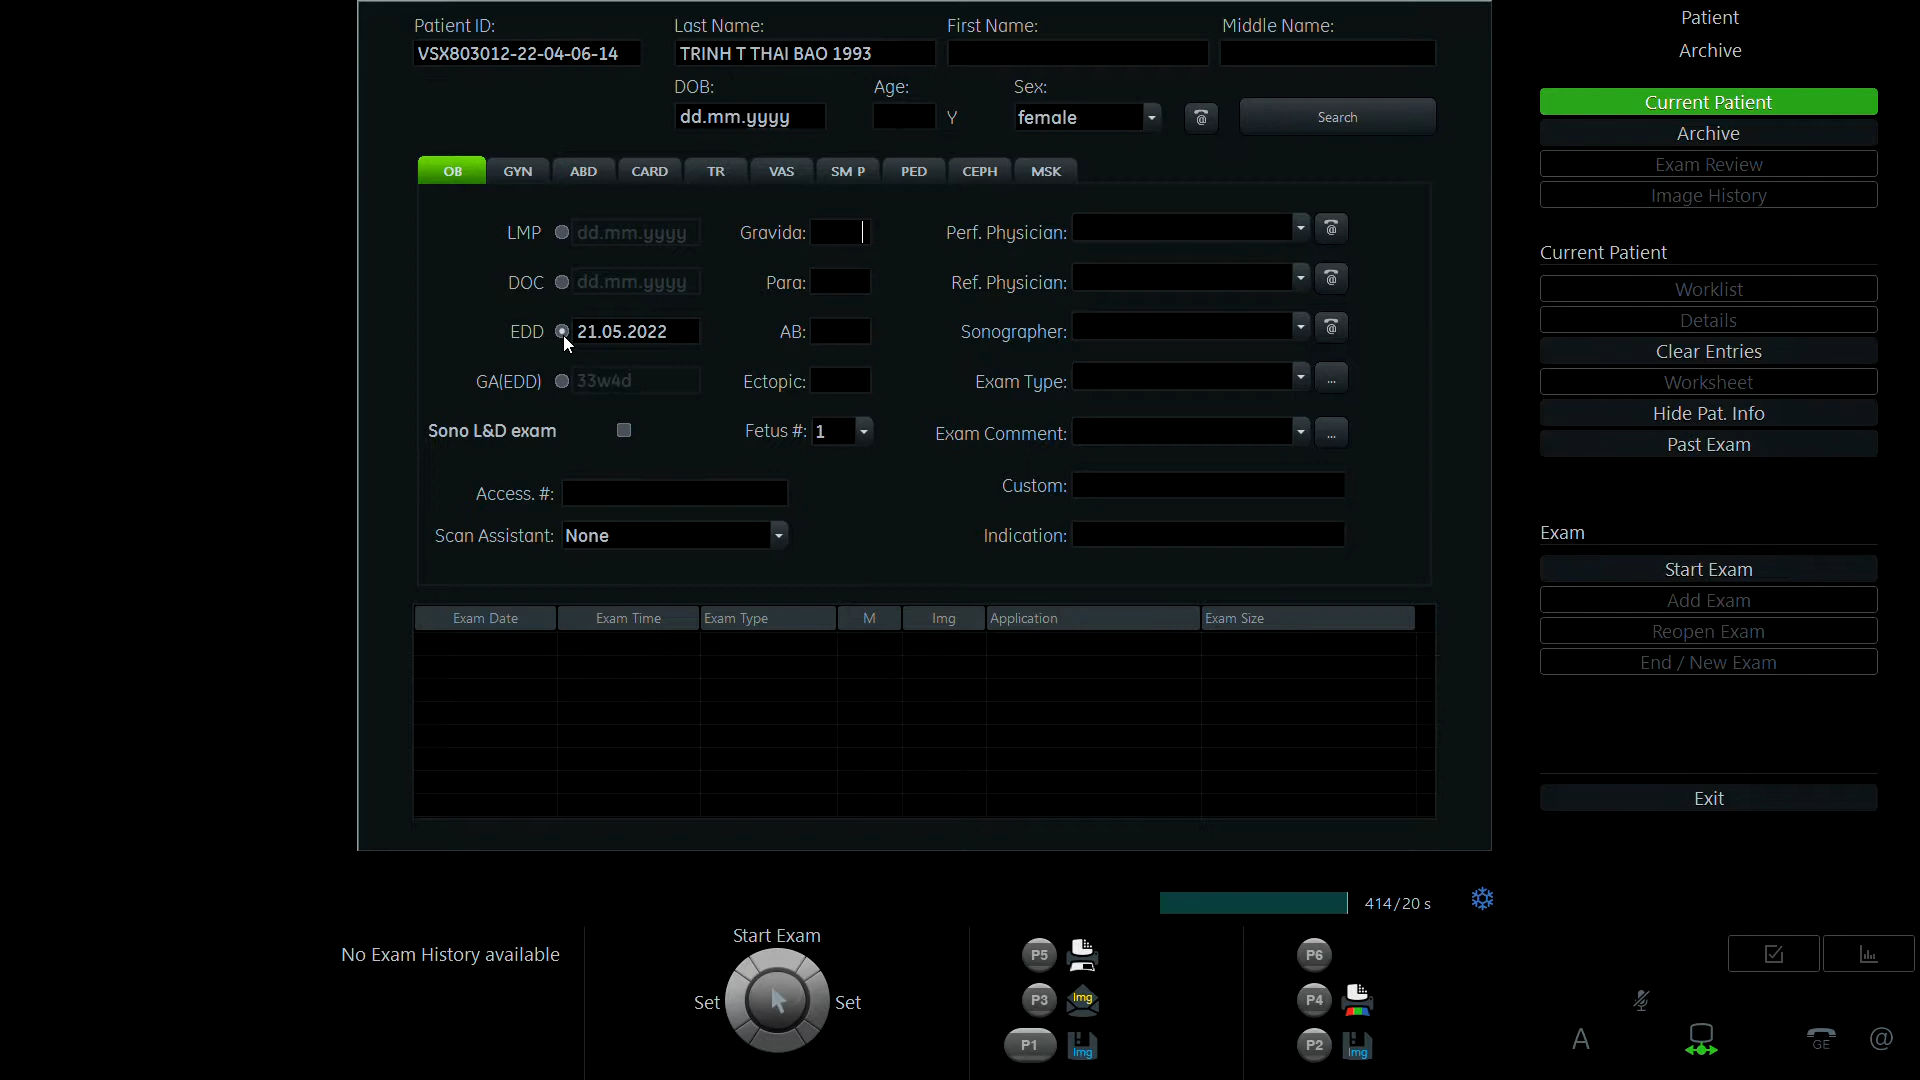 Patient ID: Last Name: First Name: Middle Name:
VSX803012-22-04-06-14 TRINH T THAI BAO 1993
DOB: Age: Sex:
dd.mm.yyyy Y female @ Search
OB GYN ABD CARD TR VAS SM P PED CEPH MSK
LMP dd.mm.yyyy Gravida: Perf. Physician: @
DOC dd.mm.yyyy Para: Ref. Physician: @
EDD 21.05.2022 AB: Sonographer: @
GA(EDD) 33w4d Ectopic: Exam Type: ...
Sono L&D exam Fetus #: 1 Exam Comment: ...
Access. #: Custom:
Scan Assistant: None Indication:
Exam Date Exam Time Exam Type M Img Application Exam Size
Patient
Archive
Current Patient
Archive
Exam Review
Image History
Current Patient
Worklist
Details
Clear Entries
Worksheet
Hide Pat. Info
Past Exam
Exam
Start Exam
Add Exam
Reopen Exam
End / New Exam
Exit
414/20 s
No Exam History available
Start Exam
Set Set
P5
P3 Img
P1 Img
P6
P4
P2 Img
A GE @